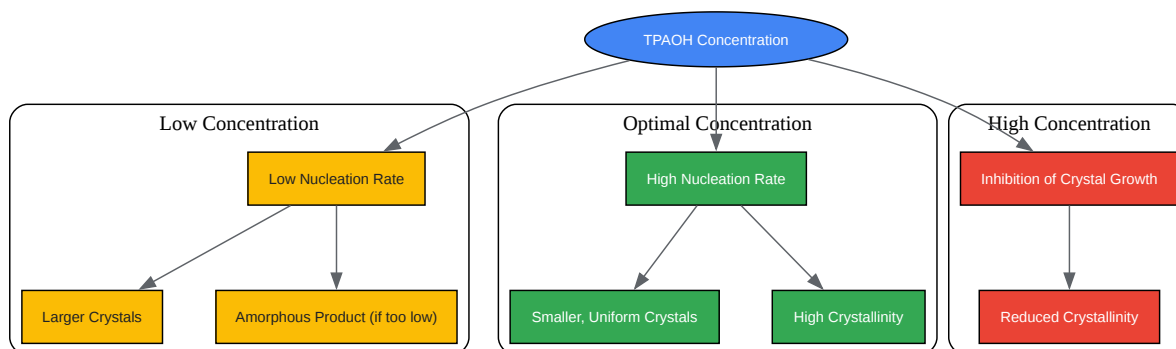 TPAOH Concentration
Low Concentration
Optimal Concentration
High Concentration
Low Nucleation Rate
High Nucleation Rate
Inhibition of Crystal Growth
Larger Crystals
Amorphous Product (if too low)
Smaller, Uniform Crystals
High Crystallinity
Reduced Crystallinity